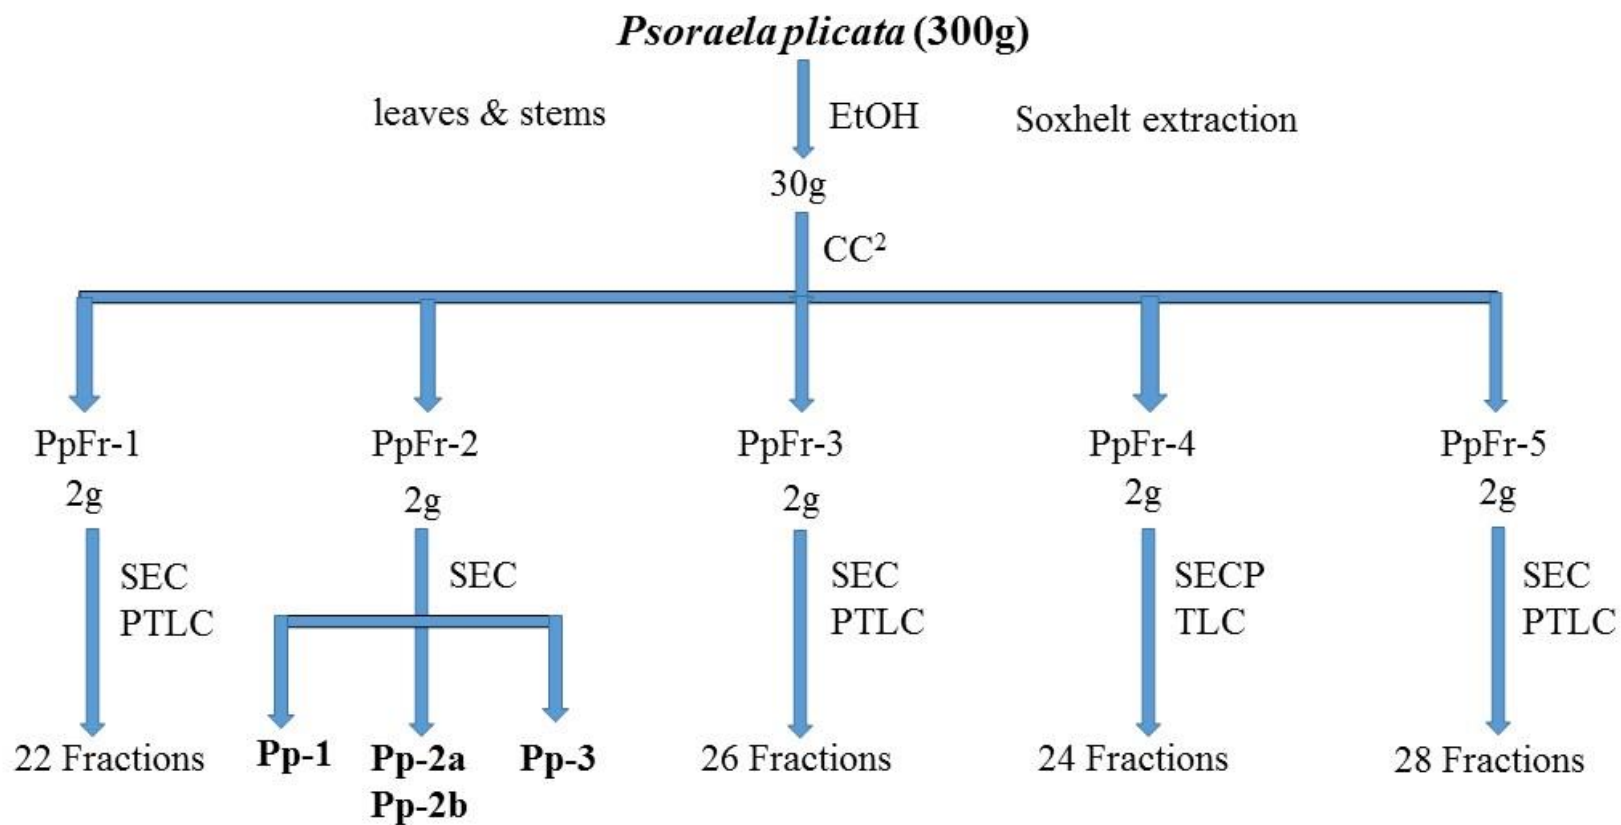 Psoraela plicata (300g)
leaves & stems
EtOH
Soxhelt extraction
30g
CC²
PpFr-1
PpFr-2
PpFr-3
PpFr-4
PpFr-5
2g
2g
2g
2g
2g
SEC
PTLC
SEC
SEC
PTLC
SECP
TLC
SEC
PTLC
22 Fractions
Pp-1
Pp-2a
Pp-2b
Pp-3
26 Fractions
24 Fractions
28 Fractions